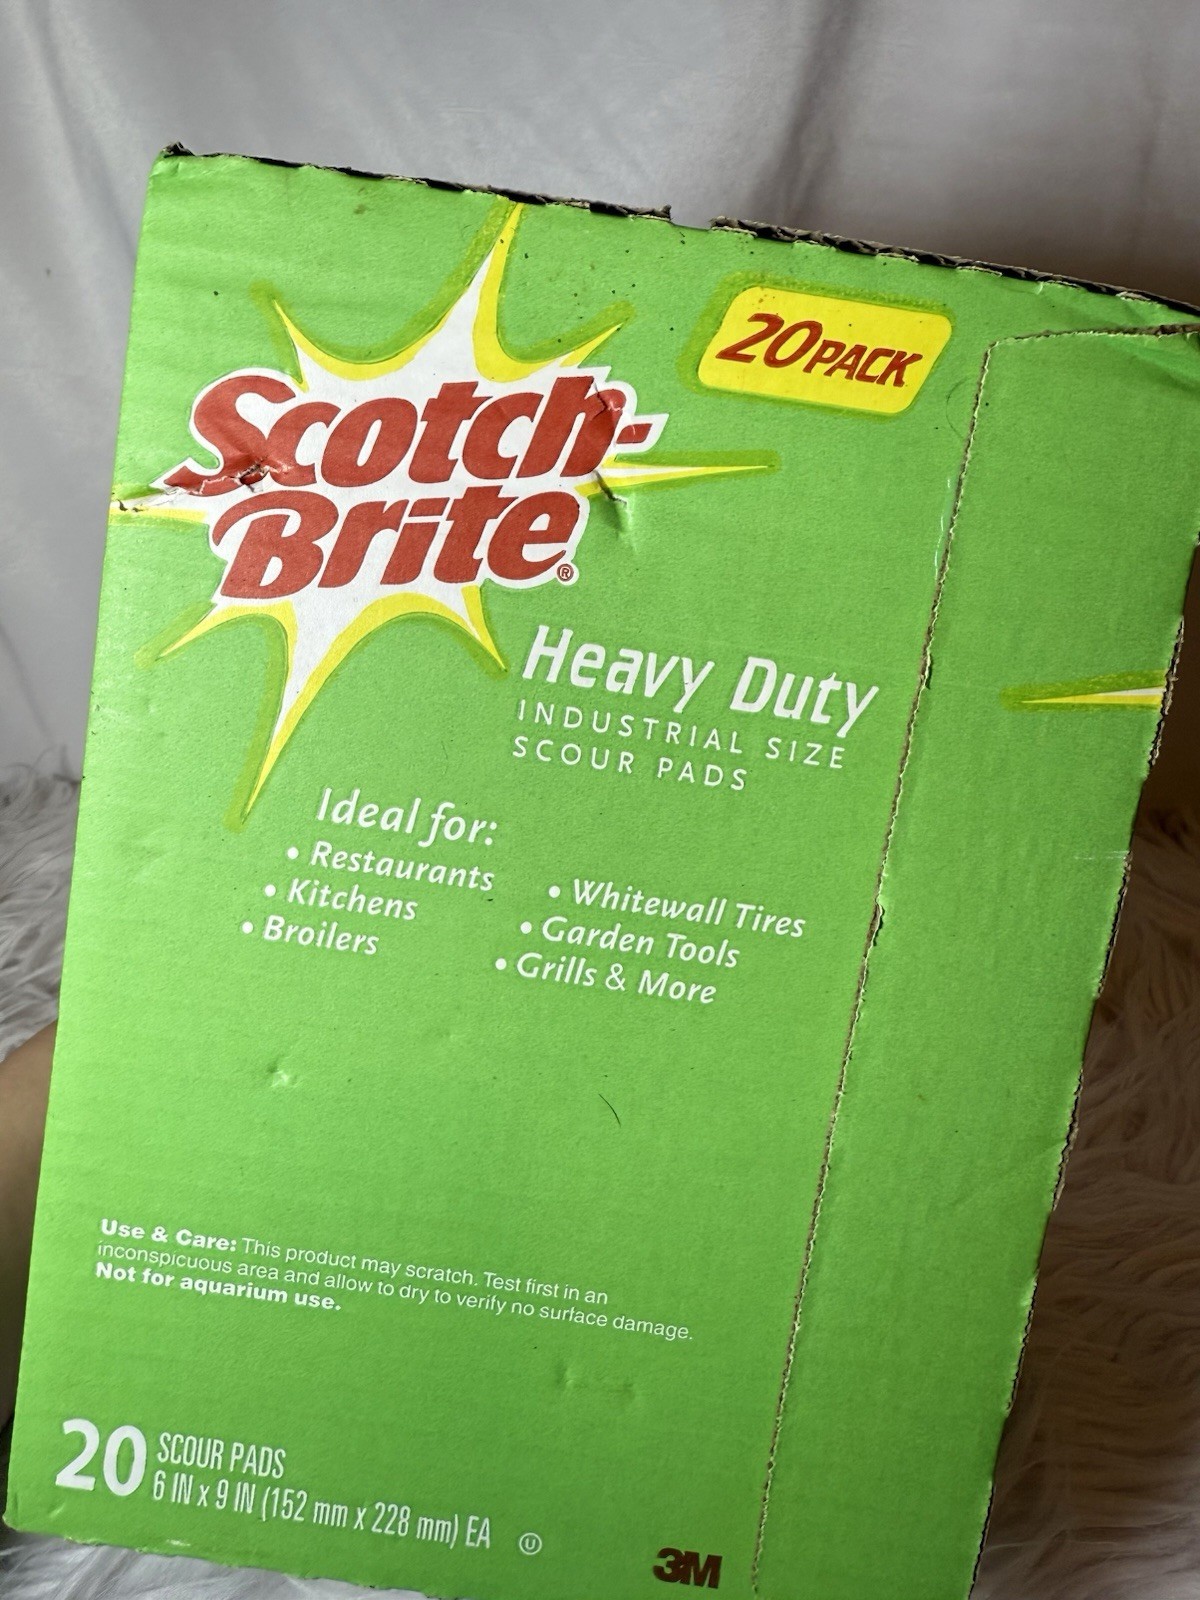 20 PACK
Scotch-
Brite®
Heavy Duty
INDUSTRIAL SIZE
SCOUR PADS
Ideal for:
• Restaurants
• Kitchens
• Broilers
• Whitewall Tires
• Garden Tools
• Grills & More
Use & Care: This product may scratch. Test first in an
inconspicuous area and allow to dry to verify no surface damage.
Not for aquarium use.
20 SCOUR PADS
6 IN x 9 IN (152 mm x 228 mm) EA Ⓤ
3M